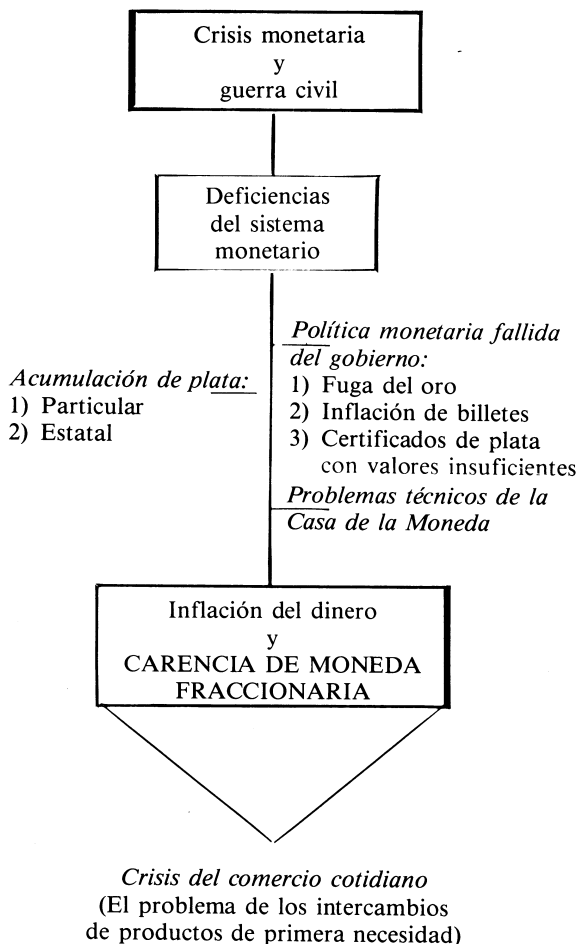 Crisis monetaria
y
guerra civil
Deficiencias
del sistema
monetario
Política monetaria fallida
del gobierno:
1) Fuga del oro
2) Inflación de billetes
3) Certificados de plata
con valores insuficientes
Acumulación de plata:
1) Particular
2) Estatal
Problemas técnicos de la
Casa de la Moneda
Inflación del dinero
y
CARENCIA DE MONEDA
FRACCIONARIA
Crisis del comercio cotidiano
(El problema de los intercambios
de productos de primera necesidad)